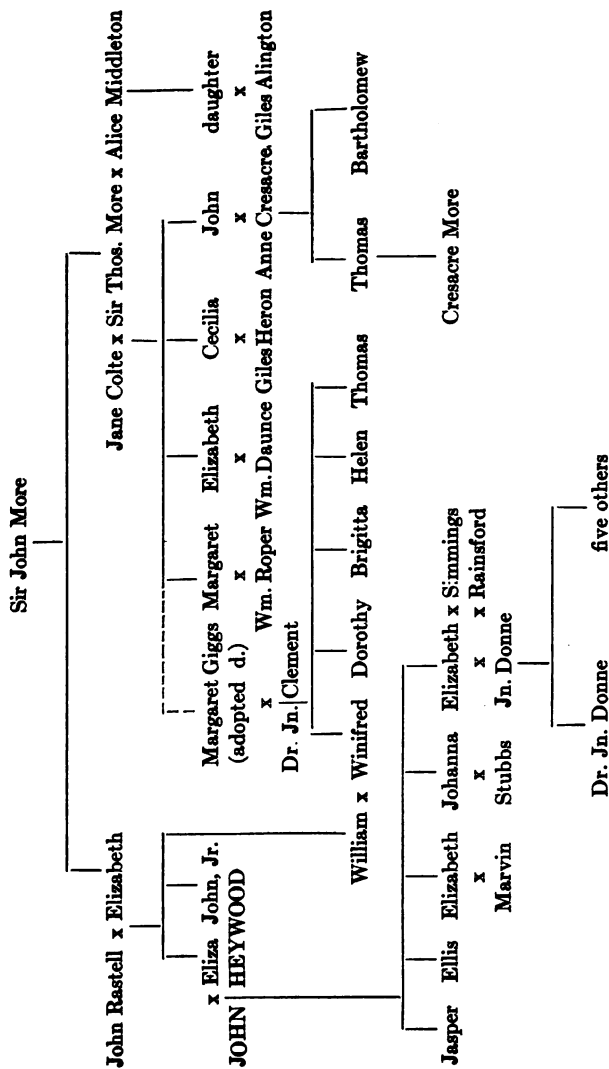 Sir John More
John Rastell x Elizabeth
Jane Colte x Sir Thos. More x Alice Middleton
x Eliza John, Jr.
JOHN HEYWOOD
Margaret Giggs Margaret Elizabeth Cecilia John daughter
(adopted d.) x x x x x
x Wm. Roper Wm. Daunce Giles Heron Anne Cresacre Giles Alington
Dr. Jn. Clement
William x Winifred Dorothy Brigitta Helen Thomas Thomas Bartholomew
Jasper Ellis Elizabeth Johanna Elizabeth x Simmings Cresacre More
x x x x Rainsford
Marvin Stubbs Jn. Donne
Dr. Jn. Donne five others